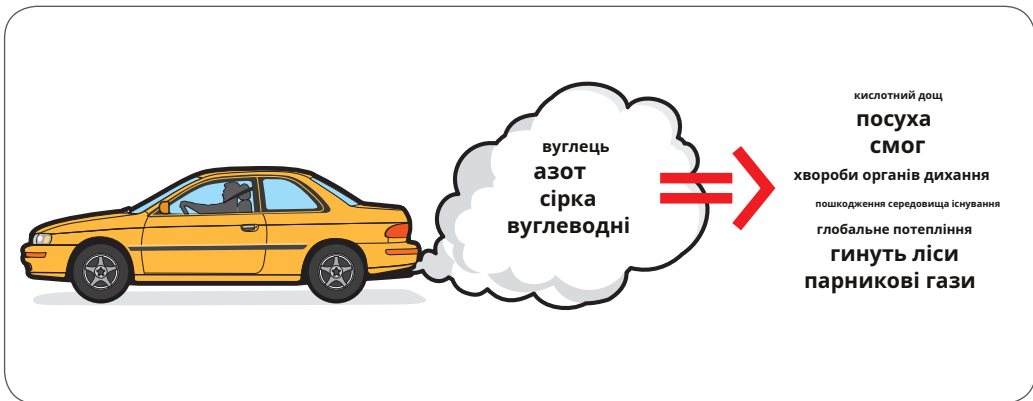 вуглець
азот
сірка
вуглеводні
кислотний дощ
посуха
смог
хвороби органів дихання
пошкодження середовища існування
глобальне потепління
гинуть ліси
парникові гази